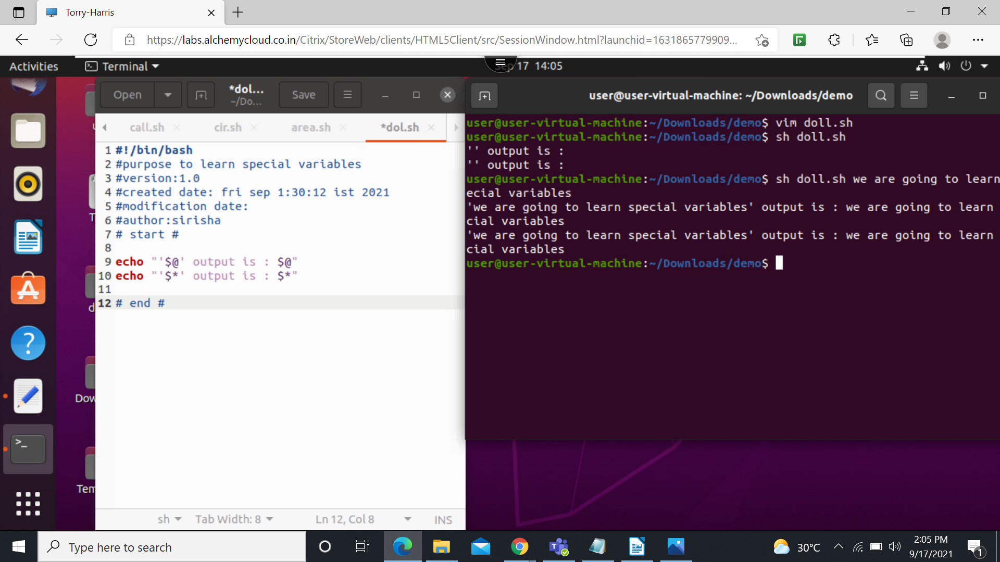 Torry-Harris
https://labs.alchemycloud.co.in/Citrix/StoreWeb/clients/HTML5Client/src/SessionWindow.html?launchid=1631865779909...
Activities
Terminal
Sep 17 14:05
Open
*dol...
~/Do...
Save
user@user-virtual-machine: ~/Downloads/demo
call.sh
cir.sh
area.sh
*dol.sh
1 #!/bin/bash
2 #purpose to learn special variables
3 #version:1.0
4 #created date: fri sep 1:30:12 ist 2021
5 #modification date:
6 #author:sirisha
7 # start #
8
9 echo "'$@' output is : $@"
10 echo "'$*' output is : $*"
11
12 # end #
sh
Tab Width: 8
Ln 12, Col 8
INS
user@user-virtual-machine:~/Downloads/demo$ vim doll.sh
user@user-virtual-machine:~/Downloads/demo$ sh doll.sh
'' output is :
'' output is :
user@user-virtual-machine:~/Downloads/demo$ sh doll.sh we are going to learn
ecial variables
'we are going to learn special variables' output is : we are going to learn
cial variables
'we are going to learn special variables' output is : we are going to learn
cial variables
user@user-virtual-machine:~/Downloads/demo$
Dow
Tem
Type here to search
30°C
2:05 PM
9/17/2021
1